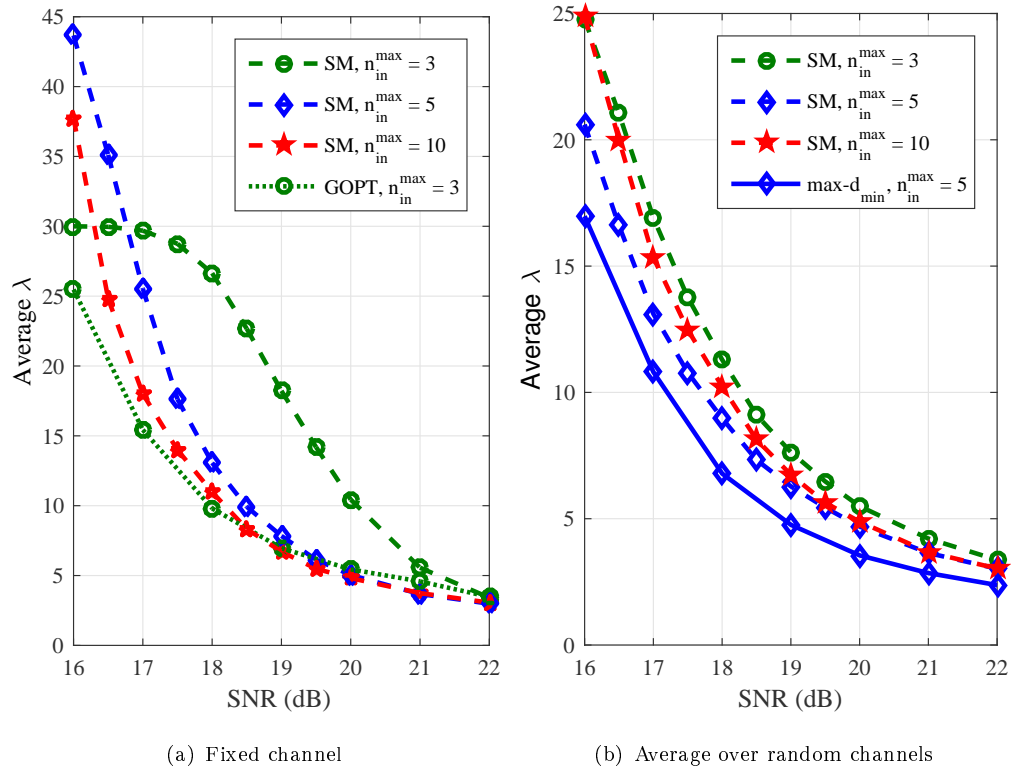 45
40
35
30
25
20
15
10
5
0
16 17 18 19 20 21 22
Average λ
SNR (dB)
SM, n_in^max = 3
SM, n_in^max = 5
SM, n_in^max = 10
GOPT, n_in^max = 3
(a) Fixed channel
25
20
15
10
5
0
16 17 18 19 20 21 22
Average λ
SNR (dB)
SM, n_in^max = 3
SM, n_in^max = 5
SM, n_in^max = 10
max-d_min, n_in^max = 5
(b) Average over random channels